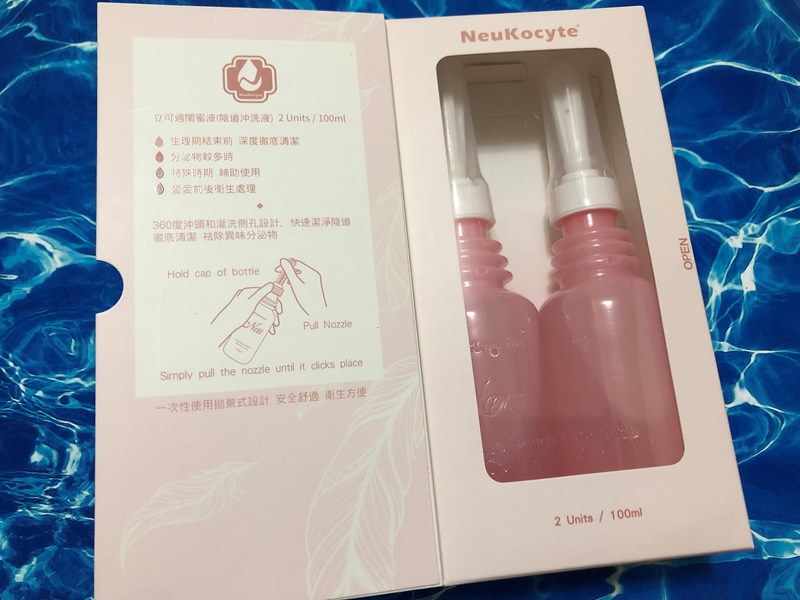 NeuKocyte
立可適閨蜜液(陰道沖洗液) 2 Units / 100ml
生理期結束前 深度徹底清潔
分泌物較多時
特殊時期 輔助使用
愛愛前後衛生處理
360度沖頭和灌洗側孔設計, 快速潔淨陰道
徹底清潔 袪除異味分泌物
Hold cap of bottle
Neu
Pull Nozzle
Simply pull the nozzle until it clicks place
一次性使用拋棄式設計 安全舒適 衛生方便
NeuKocyte®
OPEN
2 Units / 100ml